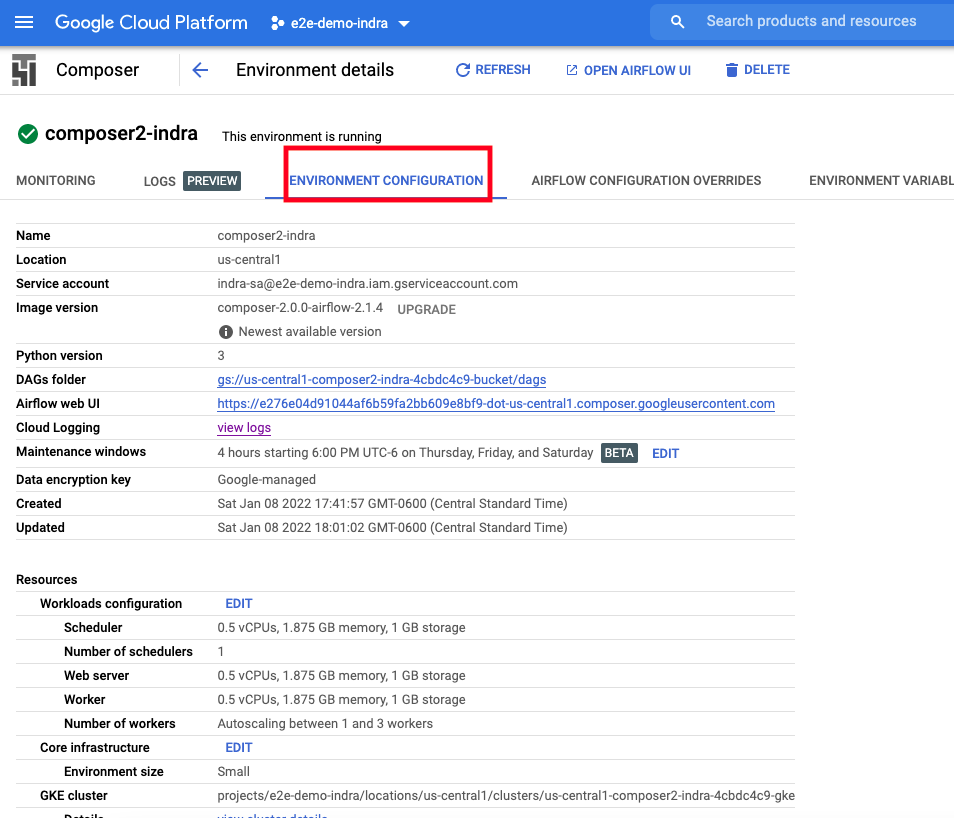 Google Cloud Platform e2e-demo-indra Search products and resources
Composer Environment details REFRESH OPEN AIRFLOW UI DELETE
composer2-indra This environment is running
MONITORING LOGS PREVIEW ENVIRONMENT CONFIGURATION AIRFLOW CONFIGURATION OVERRIDES ENVIRONMENT VARIABL
Name composer2-indra
Location us-central1
Service account indra-sa@e2e-demo-indra.iam.gserviceaccount.com
Image version composer-2.0.0-airflow-2.1.4 UPGRADE
Newest available version
Python version 3
DAGs folder gs://us-central1-composer2-indra-4cbdc4c9-bucket/dags
Airflow web UI https://e276e04d91044af6b59fa2bb609e8bf9-dot-us-central1.composer.googleusercontent.com
Cloud Logging view logs
Maintenance windows 4 hours starting 6:00 PM UTC-6 on Thursday, Friday, and Saturday BETA EDIT
Data encryption key Google-managed
Created Sat Jan 08 2022 17:41:57 GMT-0600 (Central Standard Time)
Updated Sat Jan 08 2022 18:01:02 GMT-0600 (Central Standard Time)
Resources
Workloads configuration EDIT
Scheduler 0.5 vCPUs, 1.875 GB memory, 1 GB storage
Number of schedulers 1
Web server 0.5 vCPUs, 1.875 GB memory, 1 GB storage
Worker 0.5 vCPUs, 1.875 GB memory, 1 GB storage
Number of workers Autoscaling between 1 and 3 workers
Core infrastructure EDIT
Environment size Small
GKE cluster projects/e2e-demo-indra/locations/us-central1/clusters/us-central1-composer2-indra-4cbdc4c9-gke
Details view cluster details